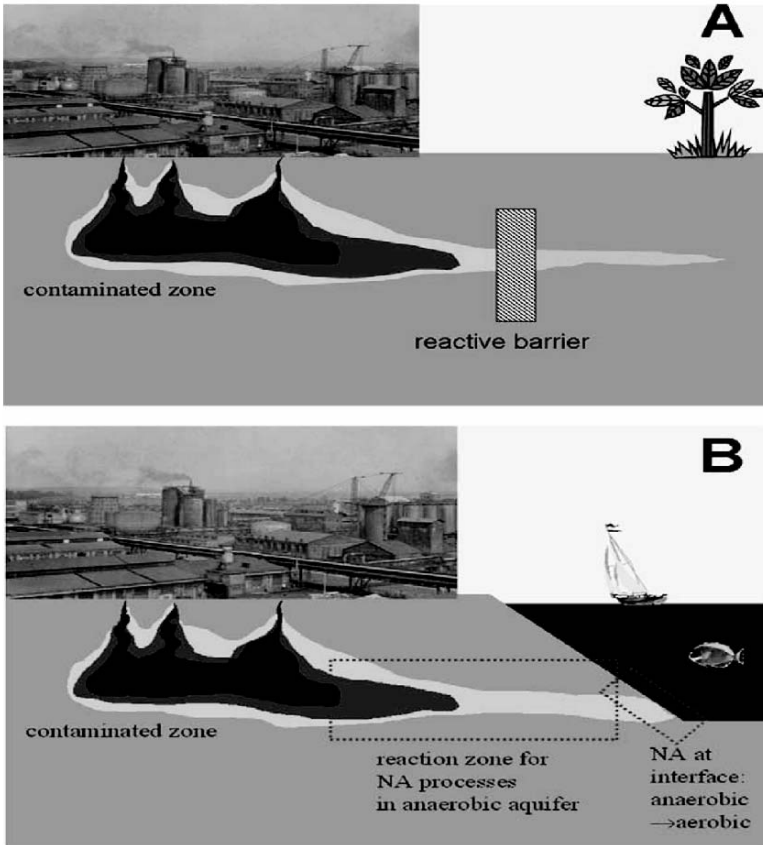 A
contaminated zone
reactive barrier
B
contaminated zone
reaction zone for
NA processes
in anaerobic aquifer
NA at
interface:
anaerobic
→aerobic